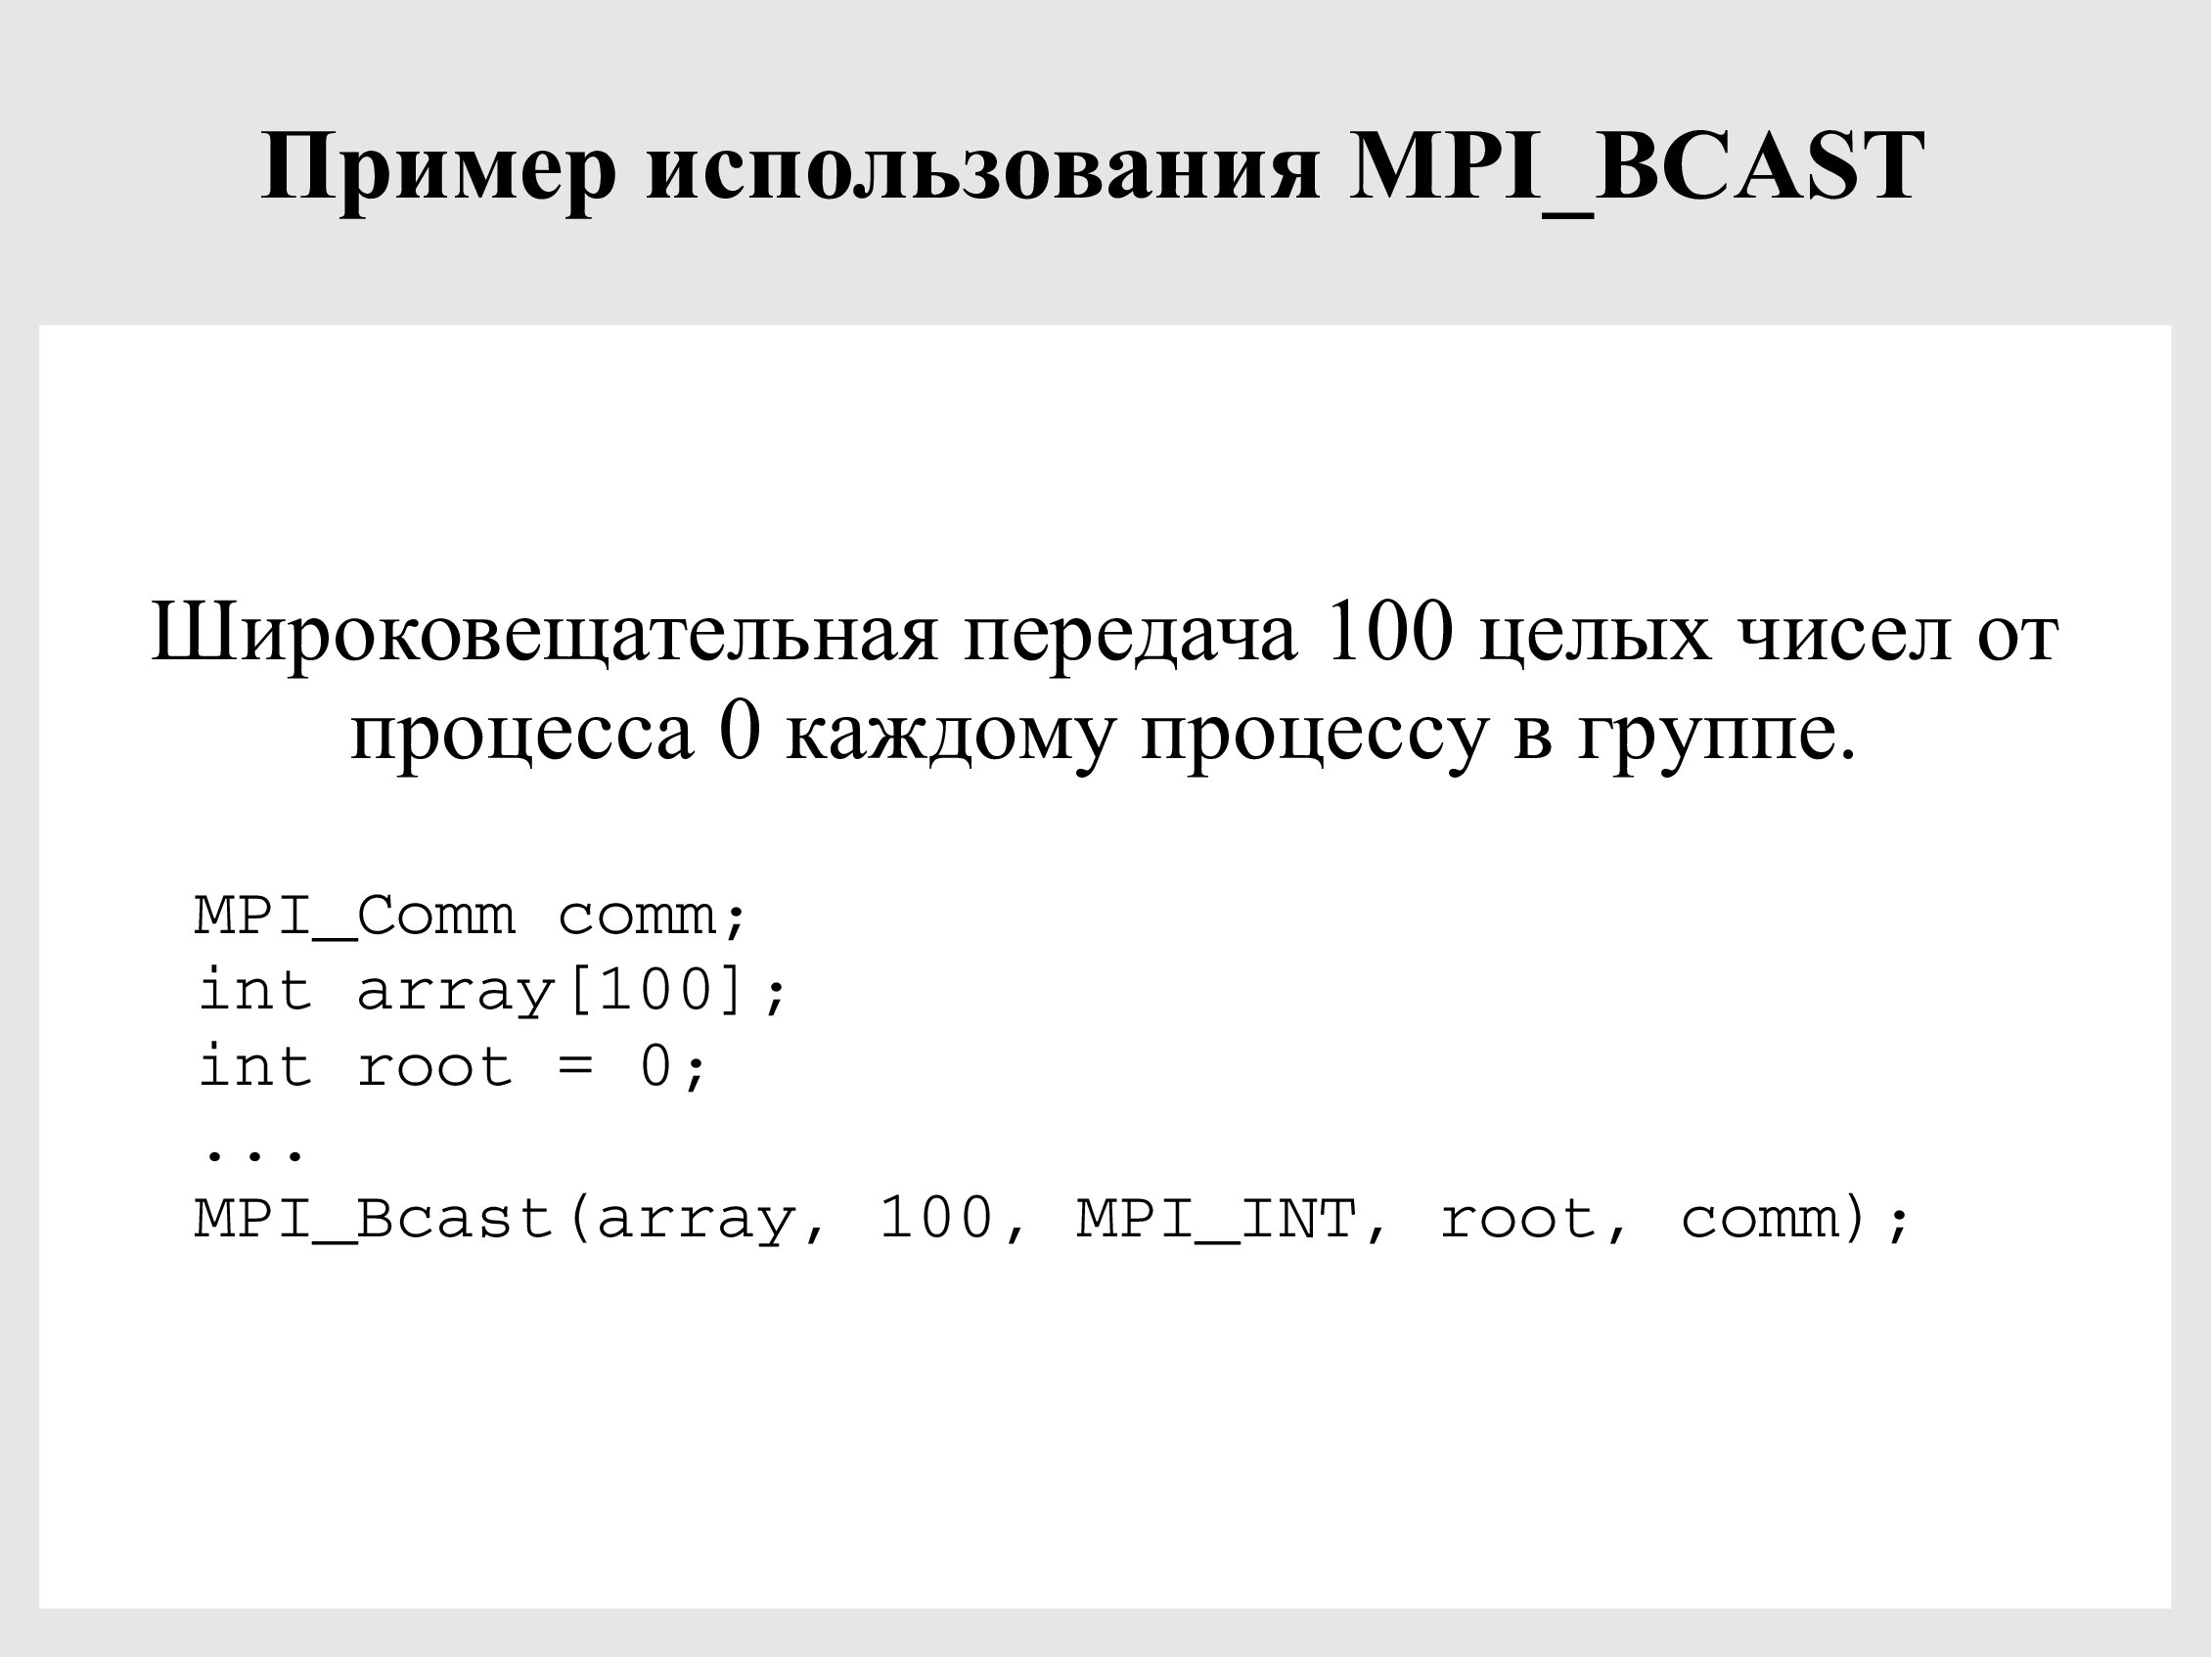 Пример использования MPI_BCAST
Широковещательная передача 100 целых чисел от
процесса 0 каждому процессу в группе.
MPI_Comm comm;
int array[100];
int root = 0;
...
MPI_Bcast(array, 100, MPI_INT, root, comm);